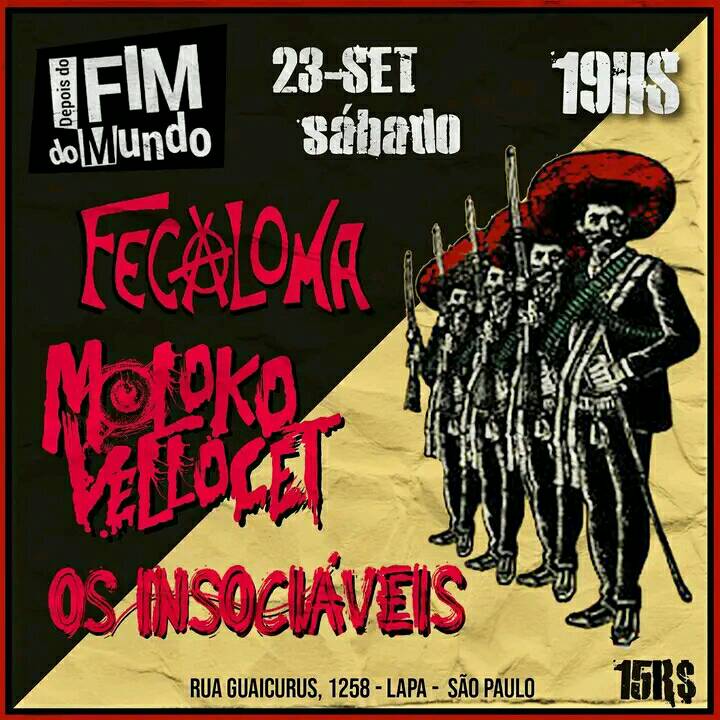 Depois do
FIM
do Mundo
23-SET
sábado
19HS
FECALOMA
MOLOKO
VELLOCET
OS INSOCIÁVEIS
RUA GUAICURUS, 1258 - LAPA - SÃO PAULO
15R$